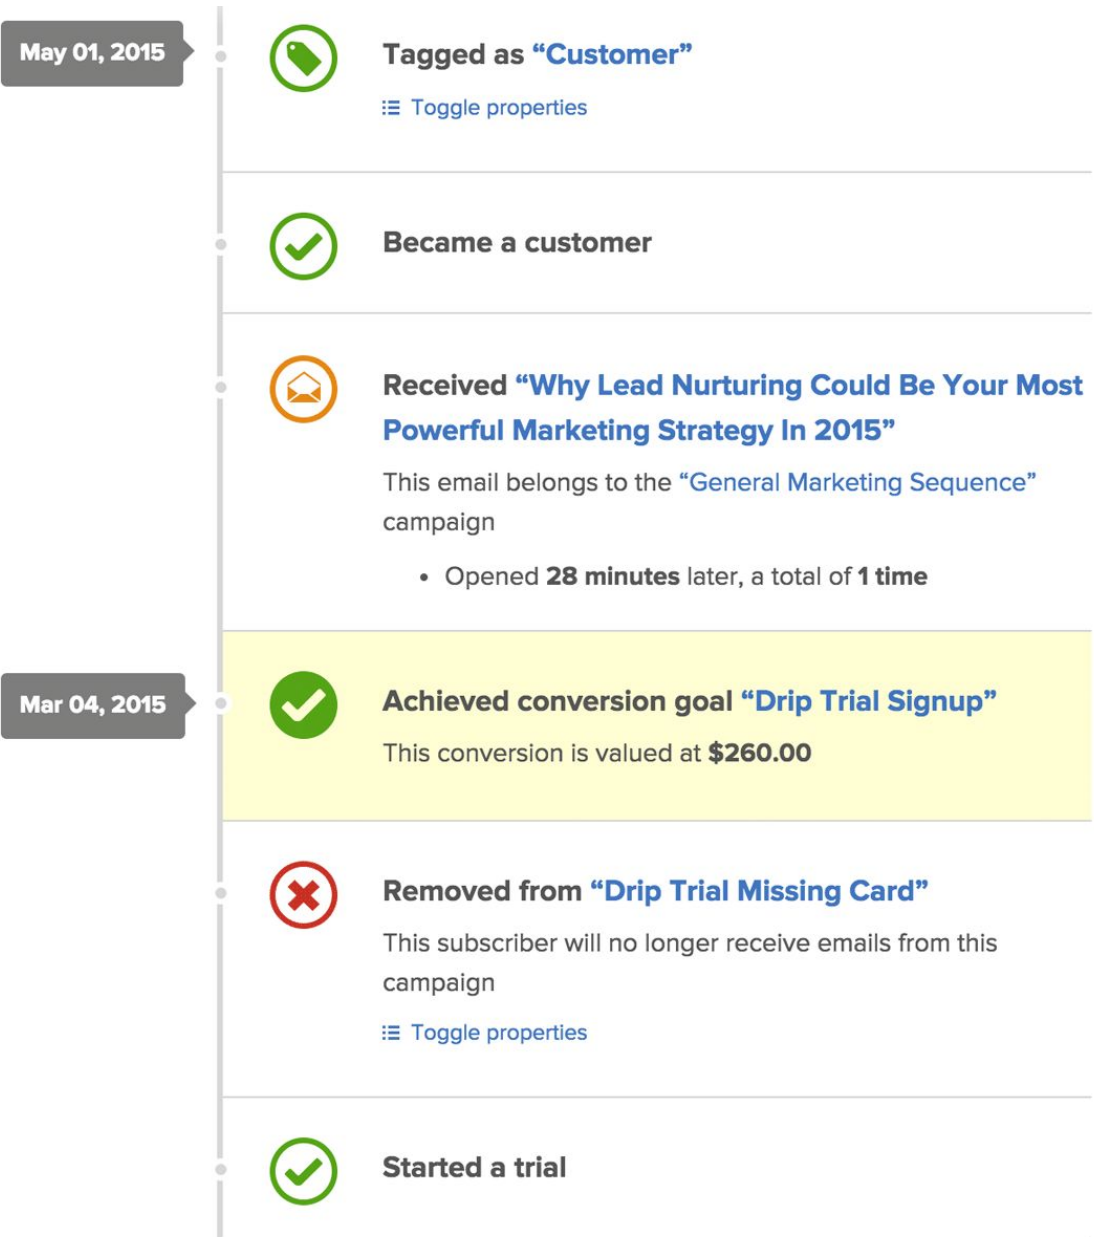 May 01, 2015
Tagged as “Customer”
Toggle properties
Became a customer
Received “Why Lead Nurturing Could Be Your Most
Powerful Marketing Strategy In 2015”
This email belongs to the “General Marketing Sequence”
campaign
• Opened 28 minutes later, a total of 1 time
Mar 04, 2015
Achieved conversion goal “Drip Trial Signup”
This conversion is valued at $260.00
Removed from “Drip Trial Missing Card”
This subscriber will no longer receive emails from this
campaign
Toggle properties
Started a trial